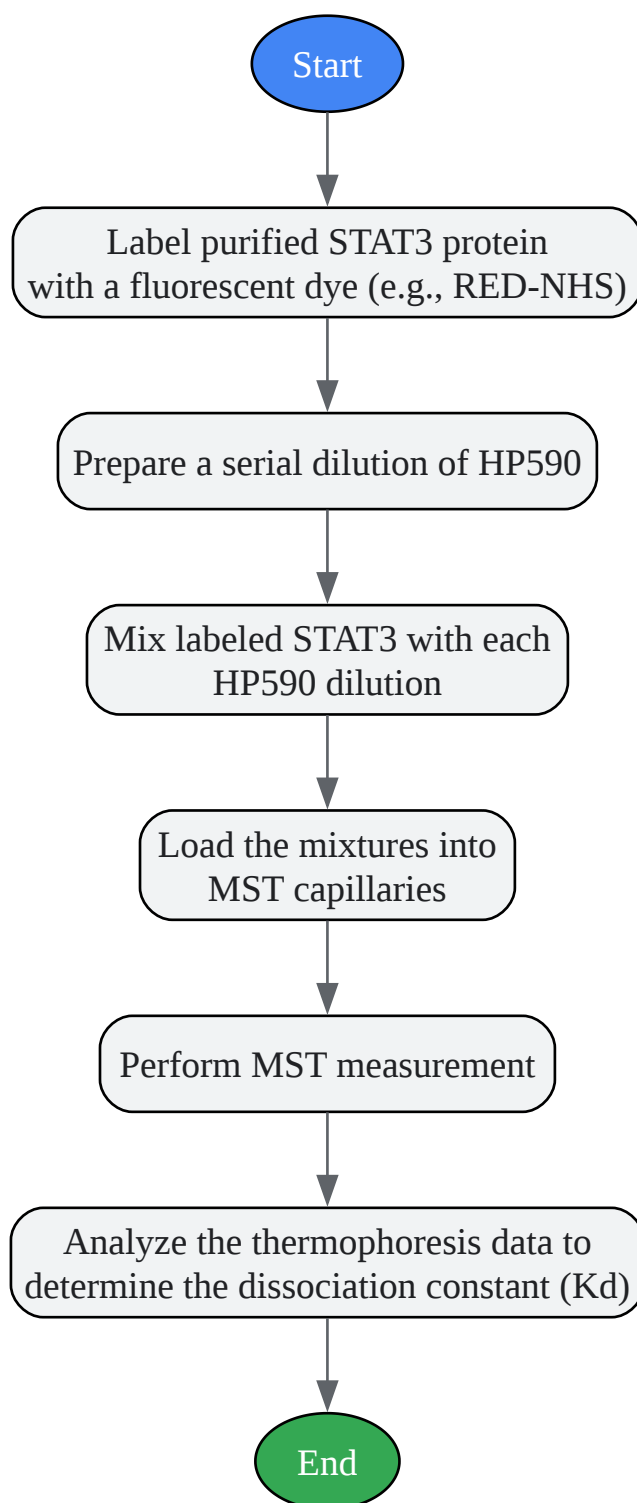 Start
Label purified STAT3 protein
with a fluorescent dye (e.g., RED-NHS)
Prepare a serial dilution of HP590
Mix labeled STAT3 with each
HP590 dilution
Load the mixtures into
MST capillaries
Perform MST measurement
Analyze the thermophoresis data to
determine the dissociation constant (Kd)
End